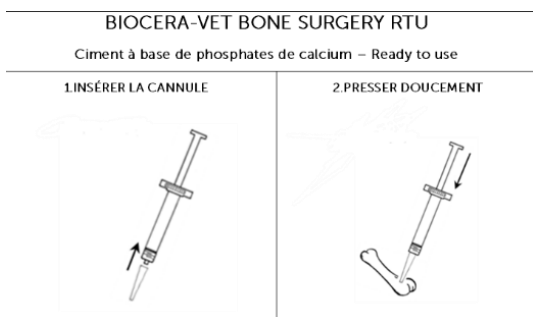 BIOCERA-VET BONE SURGERY RTU
Ciment à base de phosphates de calcium – Ready to use
1.INSÉRER LA CANNULE
2.PRESSER DOUCEMENT